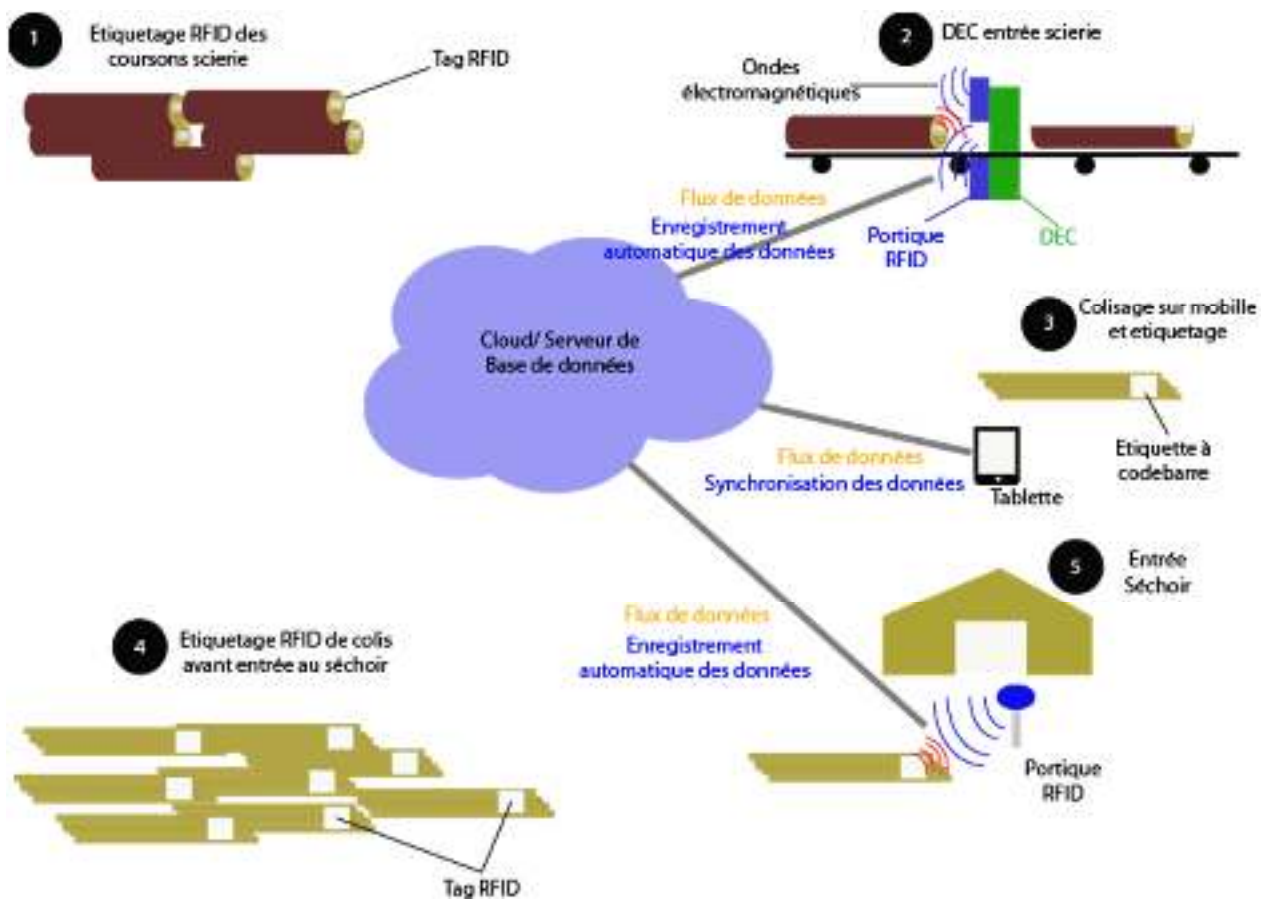 1
Etiquetage RFID des
coursons scierie
Tag RFID
2
DEC entrée scierie
Ondes
électromagnétiques
Flux de données
Enregistrement
automatique des données
Portique
RFID
DEC
Cloud/ Serveur de
Base de données
3
Colisage sur mobille
et etiquetage
Etiquette à
codebarre
Flux de données
Synchronisation des données
Tablette
4
Etiquetage RFID de colis
avant entrée au séchoir
Tag RFID
5
Entrée
Séchoir
Flux de données
Enregistrement
automatique des données
Portique
RFID